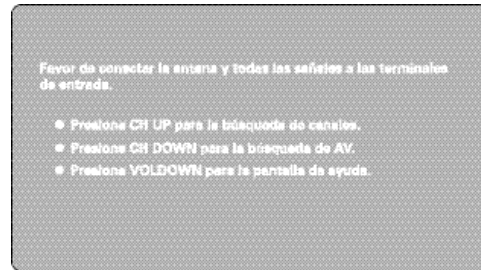 Favor de conectar la antena y todas las señales a las terminales
de entrada.
● Presione CH UP para la búsqueda de canales.
● Presione CH DOWN para la búsqueda de AV.
● Presione VOLDOWN para la pantalla de ayuda.